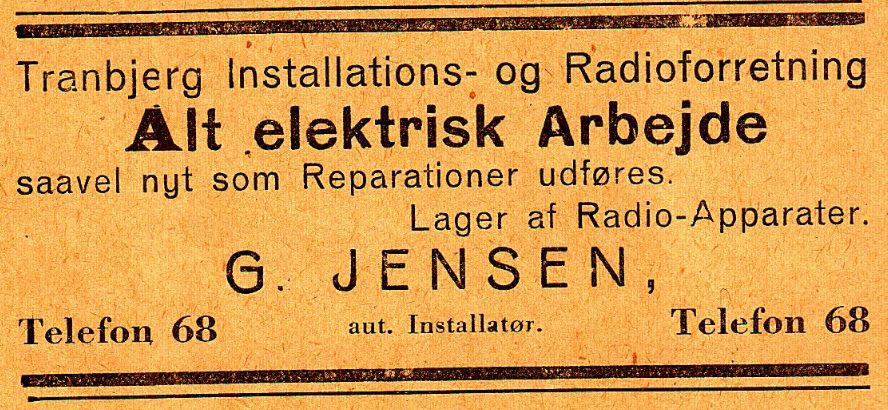 Tranbjerg Installations- og Radioforretning
Alt elektrisk Arbejde
saavel nyt som Reparationer udføres.
Lager af Radio-Apparater.
G. JENSEN,
Telefon 68 aut. Installatør. Telefon 68